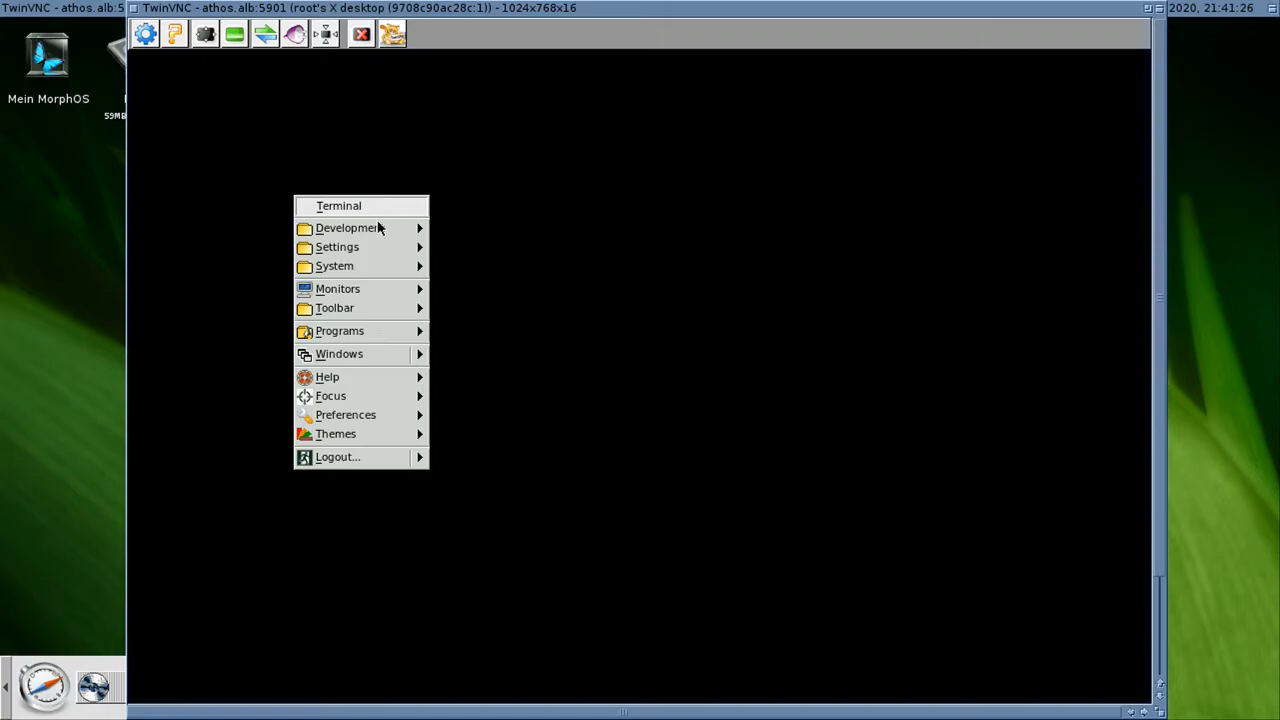 TwinVNC - athos.alb:5
TwinVNC - athos.alb:5901 (root's X desktop (9708c90ac28c:1)) - 1024x768x16
2020, 21:41:26
Mein MorphOS
59MB
Terminal
Development
Settings
System
Monitors
Toolbar
Programs
Windows
Help
Focus
Preferences
Themes
Logout...